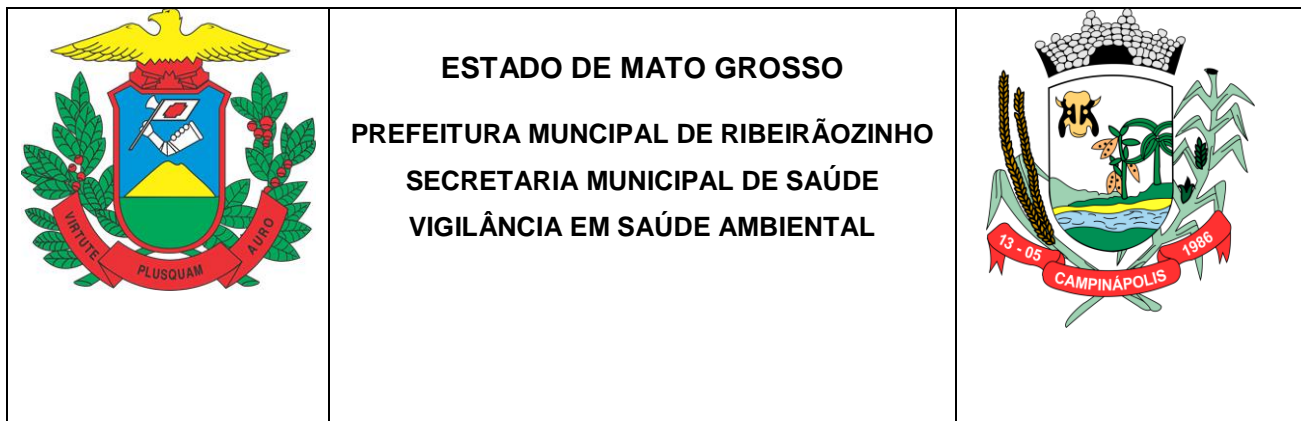 VIRTUTE PLUSQUAM AURO
ESTADO DE MATO GROSSO
PREFEITURA MUNCIPAL DE RIBEIRÃOZINHO
SECRETARIA MUNICIPAL DE SAÚDE
VIGILÂNCIA EM SAÚDE AMBIENTAL
13 - 05 CAMPINÁPOLIS 1986